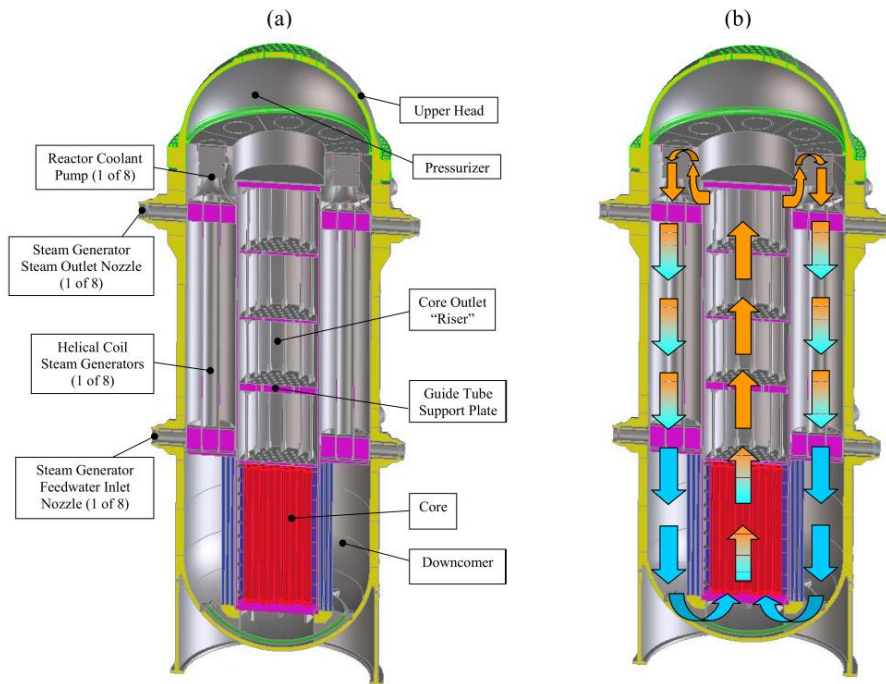 (a)
(b)
Upper Head
Pressurizer
Reactor Coolant
Pump (1 of 8)
Steam Generator
Steam Outlet Nozzle
(1 of 8)
Core Outlet
“Riser”
Helical Coil
Steam Generators
(1 of 8)
Guide Tube
Support Plate
Steam Generator
Feedwater Inlet
Nozzle (1 of 8)
Core
Downcomer